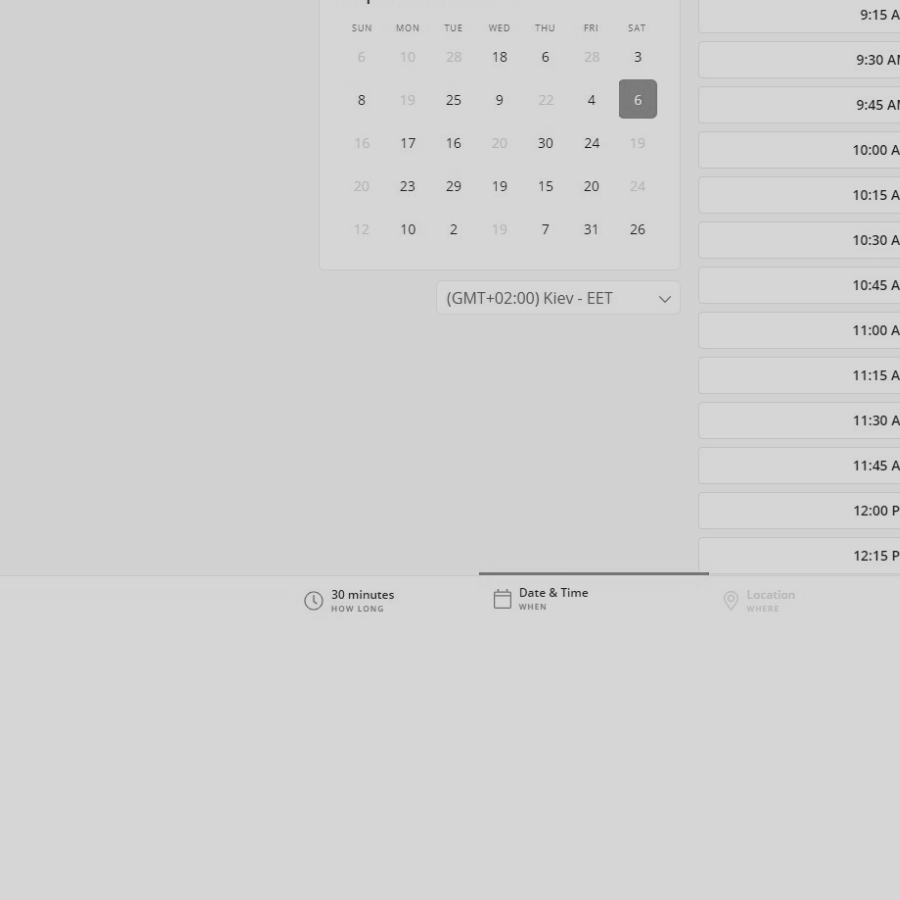 SUN MON TUE WED THU FRI SAT
6 10 28 18 6 28 3
8 19 25 9 22 4 6
16 17 16 20 30 24 19
20 23 29 19 15 20 24
12 10 2 19 7 31 26
(GMT+02:00) Kiev - EET
9:15 A
9:30 AM
9:45 AM
10:00 A
10:15 A
10:30 A
10:45 A
11:00 A
11:15 A
11:30 A
11:45 A
12:00 P
12:15 P
30 minutes
HOW LONG
Date & Time
WHEN
Location
WHERE